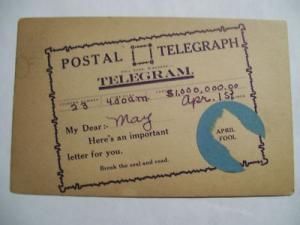 POSTAL TELEGRAPH
TELEGRAM.
23 4.00am $1,000,000.00
Apr. 1st
My Dear:- May
Here's an important
letter for you.
Break the seal and read.
APRIL
FOOL